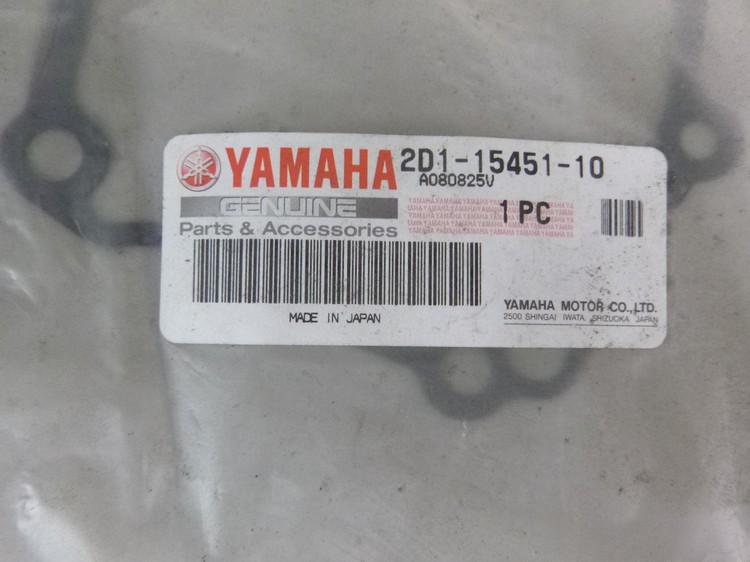 YAMAHA 2D1-15451-10
A080825V
GENUINE
Parts & Accessories
1 PC
MADE IN JAPAN
YAMAHA MOTOR CO.,LTD.
2500 SHINGAI IWATA SHIZUOKA JAPAN